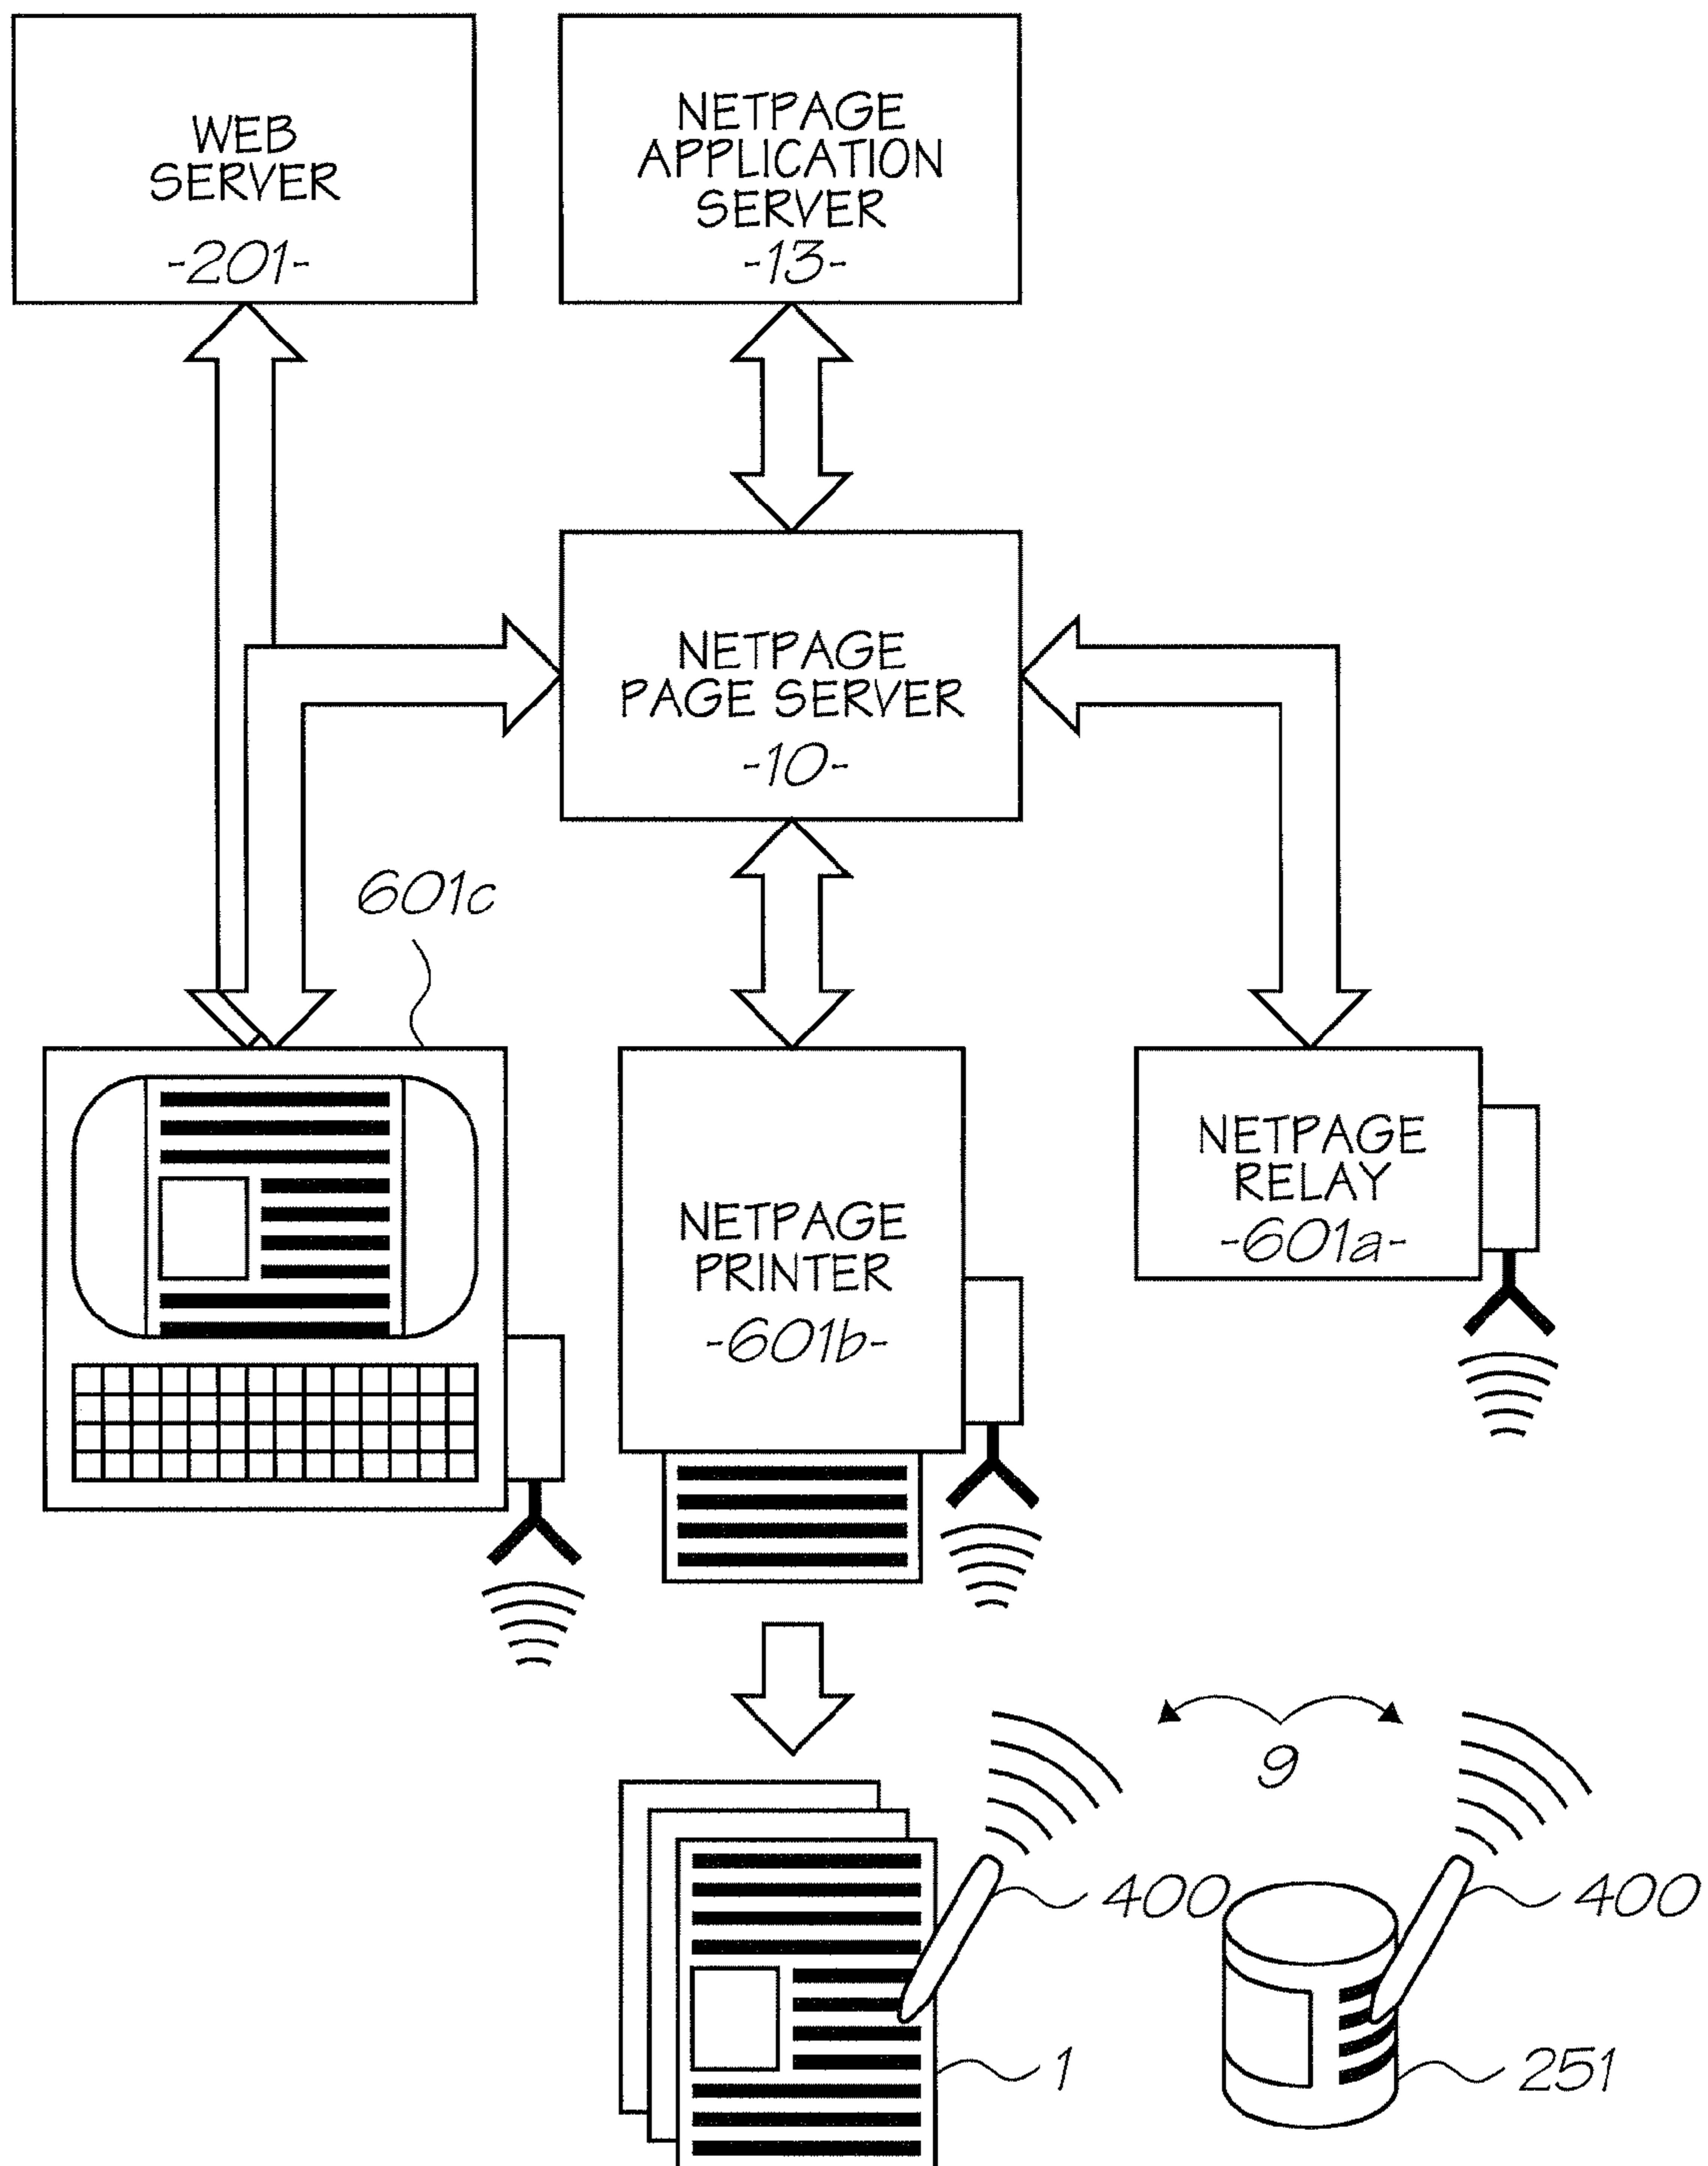 WEB
SERVER
-201-
NETPAGE
APPLICATION
SERVER
-13-
NETPAGE
PAGE SERVER
-10-
601c
NETPAGE
PRINTER
-601b-
NETPAGE
RELAY
-601a-
9
400
400
1
251